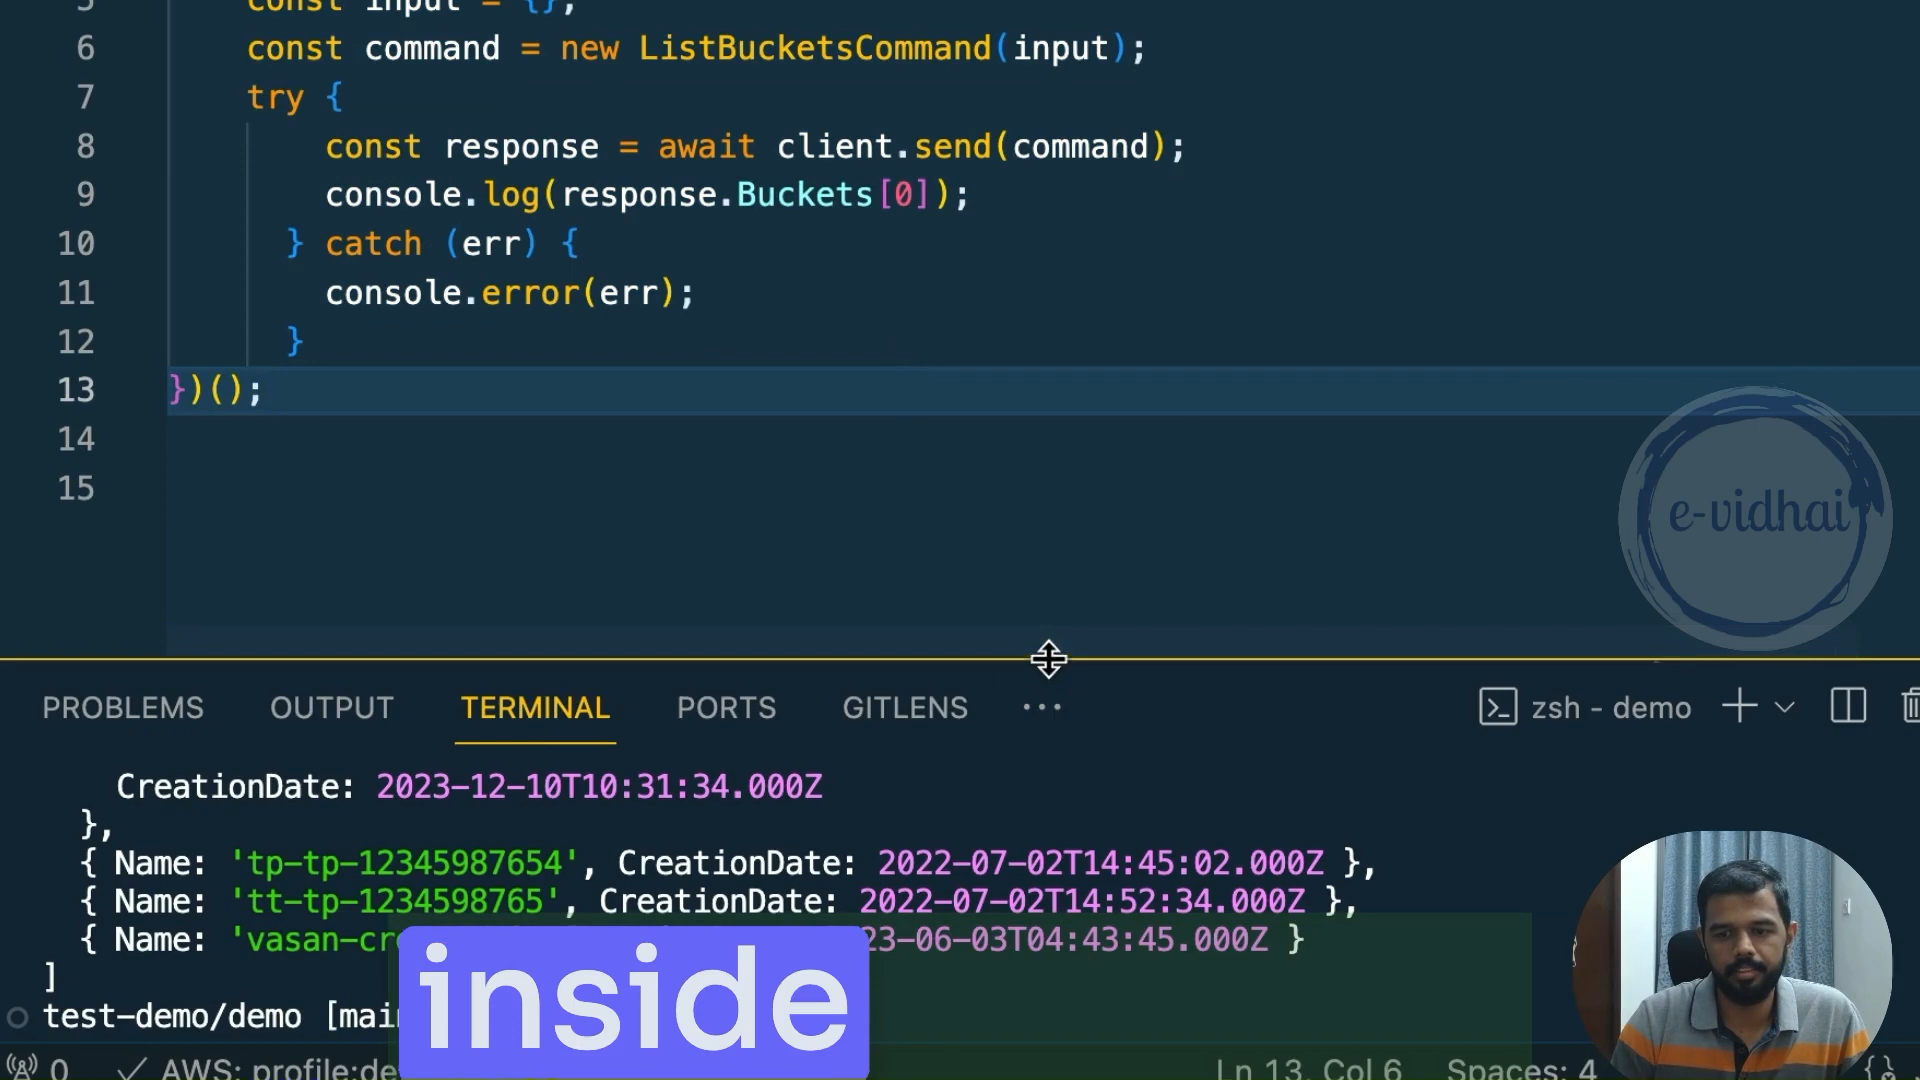 5 const input = {};
6 const command = new ListBucketsCommand(input);
7 try {
8 const response = await client.send(command);
9 console.log(response.Buckets[0]);
10 } catch (err) {
11 console.error(err);
12 }
13 })();
14
15
e-vidhai
PROBLEMS OUTPUT TERMINAL PORTS GITLENS ... zsh - demo
CreationDate: 2023-12-10T10:31:34.000Z
},
{ Name: 'tp-tp-12345987654', CreationDate: 2022-07-02T14:45:02.000Z },
{ Name: 'tt-tp-1234598765', CreationDate: 2022-07-02T14:52:34.000Z },
{ Name: 'vasan-cr 23-06-03T04:43:45.000Z }
]
test-demo/demo [mai
inside
0 AWS: profile:de Ln 13, Col 6 Spaces: 4 {}